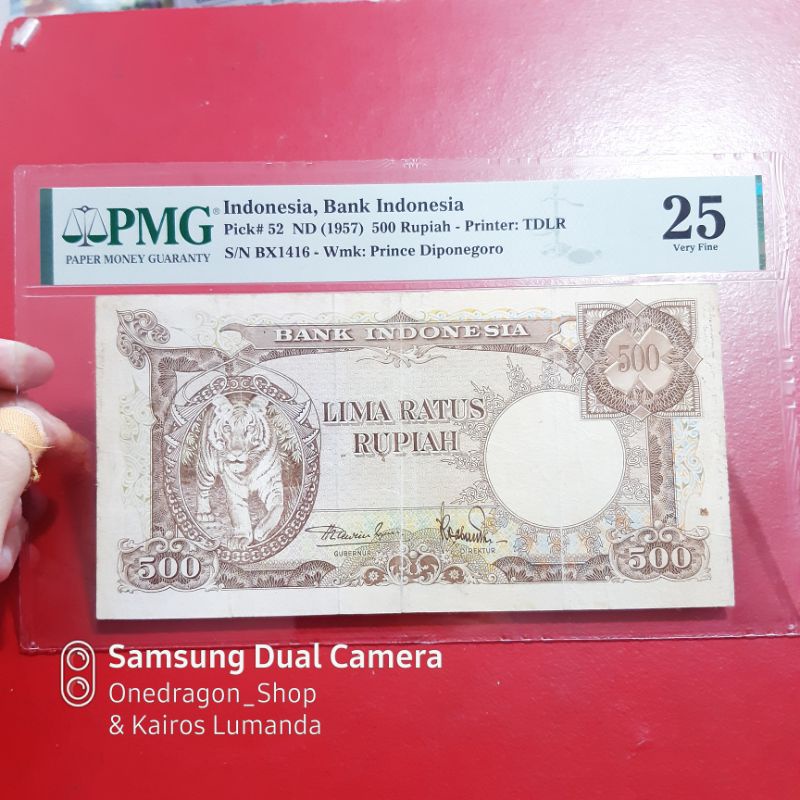 PMG®
PAPER MONEY GUARANTY
Indonesia, Bank Indonesia
Pick# 52 ND (1957) 500 Rupiah - Printer: TDLR
S/N BX1416 - Wmk: Prince Diponegoro
25
Very Fine
BANK INDONESIA
500
LIMA RATUS
RUPIAH
GUBERNUR
DIREKTUR
M
500
500
Samsung Dual Camera
Onedragon_Shop
& Kairos Lumanda